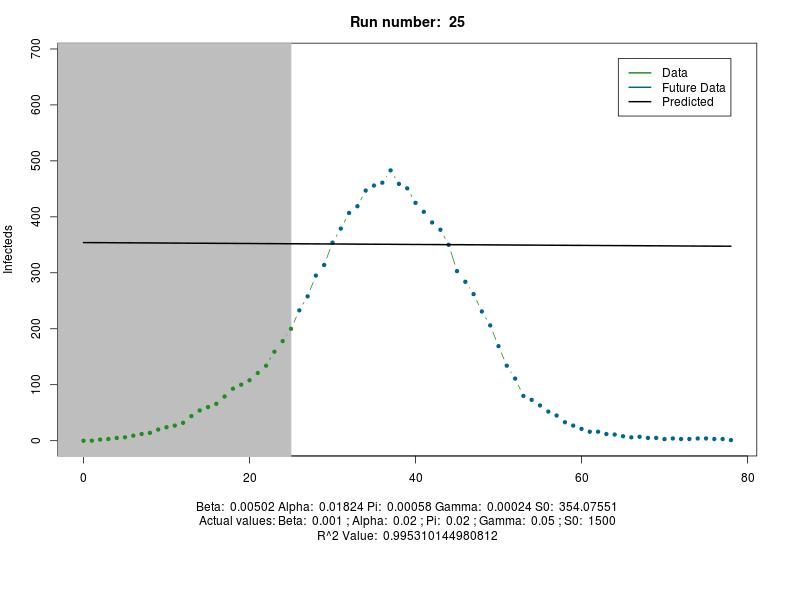 Run number: 25
700
600
500
400
300
200
100
0
Infecteds
Data
Future Data
Predicted
0 20 40 60 80
Beta: 0.00502 Alpha: 0.01824 Pi: 0.00058 Gamma: 0.00024 S0: 354.07551
Actual values: Beta: 0.001 ; Alpha: 0.02 ; Pi: 0.02 ; Gamma: 0.05 ; S0: 1500
R^2 Value: 0.995310144980812